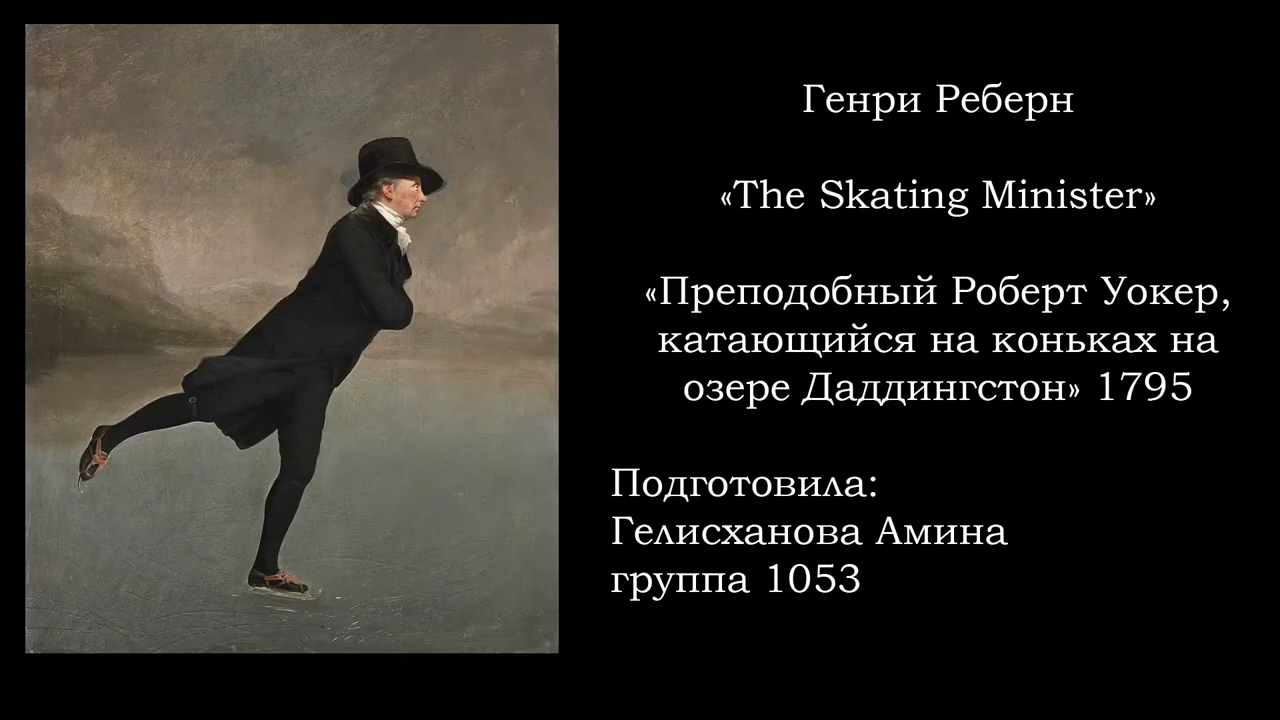 Генри Реберн
«The Skating Minister»
«Преподобный Роберт Уокер,
катающийся на коньках на
озере Даддингстон» 1795
Подготовила:
Гелисханова Амина
группа 1053